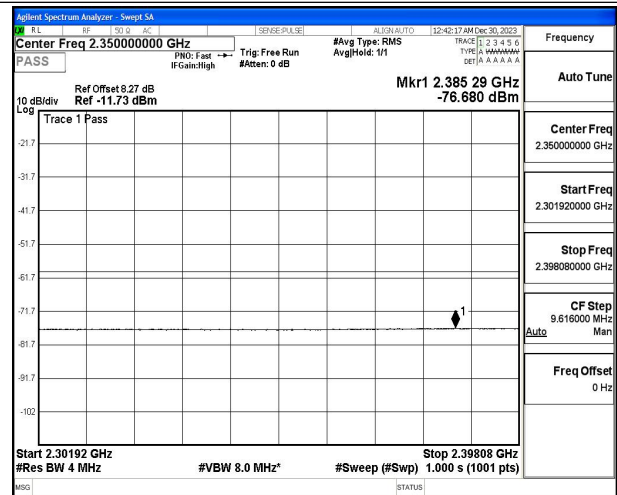 Agilent Spectrum Analyzer - Swept SA
RL RF 50 Ω AC SENSE:PULSE ALIGN AUTO 12:42:17 AM Dec 30, 2023
Center Freq 2.350000000 GHz
PASS
PNO: Fast
IFGain:High
Trig: Free Run
#Atten: 0 dB
#Avg Type: RMS
Avg|Hold: 1/1
TRACE 1 2 3 4 5 6
TYPE A WWWWW
DET A A A A A A
Mkr1 2.385 29 GHz
-76.680 dBm
Ref Offset 8.27 dB
Ref -11.73 dBm
10 dB/div
Log
Trace 1 Pass
-21.7
-31.7
-41.7
-51.7
-61.7
-71.7
-81.7
-91.7
-102
1
Start 2.30192 GHz
Stop 2.39808 GHz
#Res BW 4 MHz
#VBW 8.0 MHz*
#Sweep (#Swp) 1.000 s (1001 pts)
MSG
STATUS
Frequency
Auto Tune
Center Freq
2.350000000 GHz
Start Freq
2.301920000 GHz
Stop Freq
2.398080000 GHz
CF Step
9.616000 MHz
Auto Man
Freq Offset
0 Hz